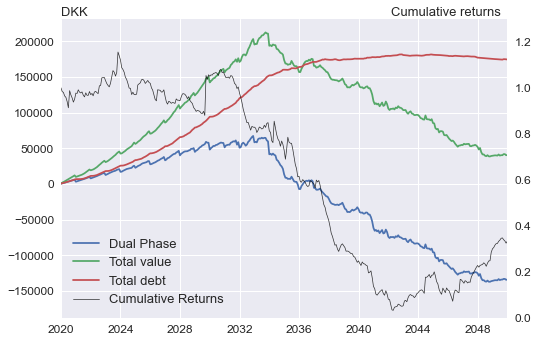 DKK Cumulative returns
200000 1.2
150000 1.0
100000 0.8
50000
0 0.6
−50000 0.4
−100000
−150000 0.2
0.0
Dual Phase
Total value
Total debt
Cumulative Returns
2020 2024 2028 2032 2036 2040 2044 2048